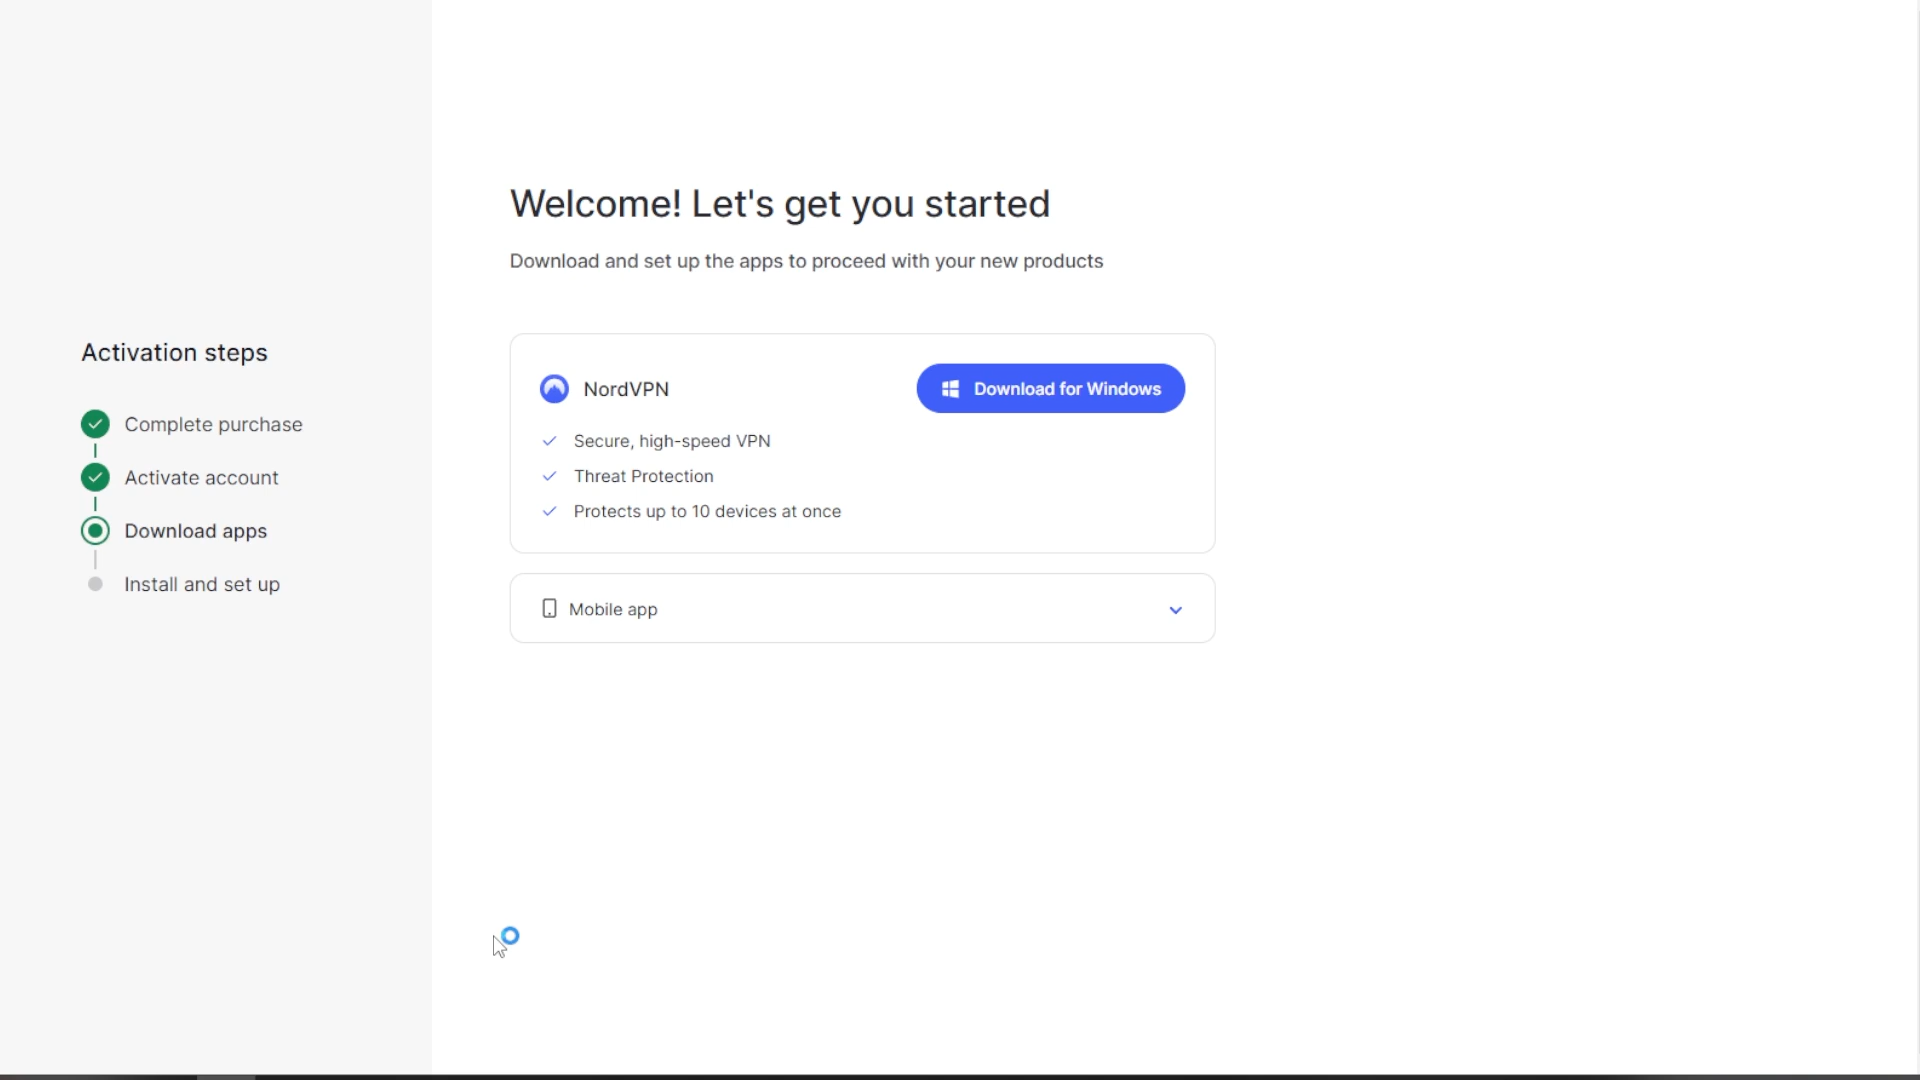 Welcome! Let's get you started
Download and set up the apps to proceed with your new products
Activation steps
Complete purchase
Activate account
Download apps
Install and set up
NordVPN
Download for Windows
Secure, high-speed VPN
Threat Protection
Protects up to 10 devices at once
Mobile app